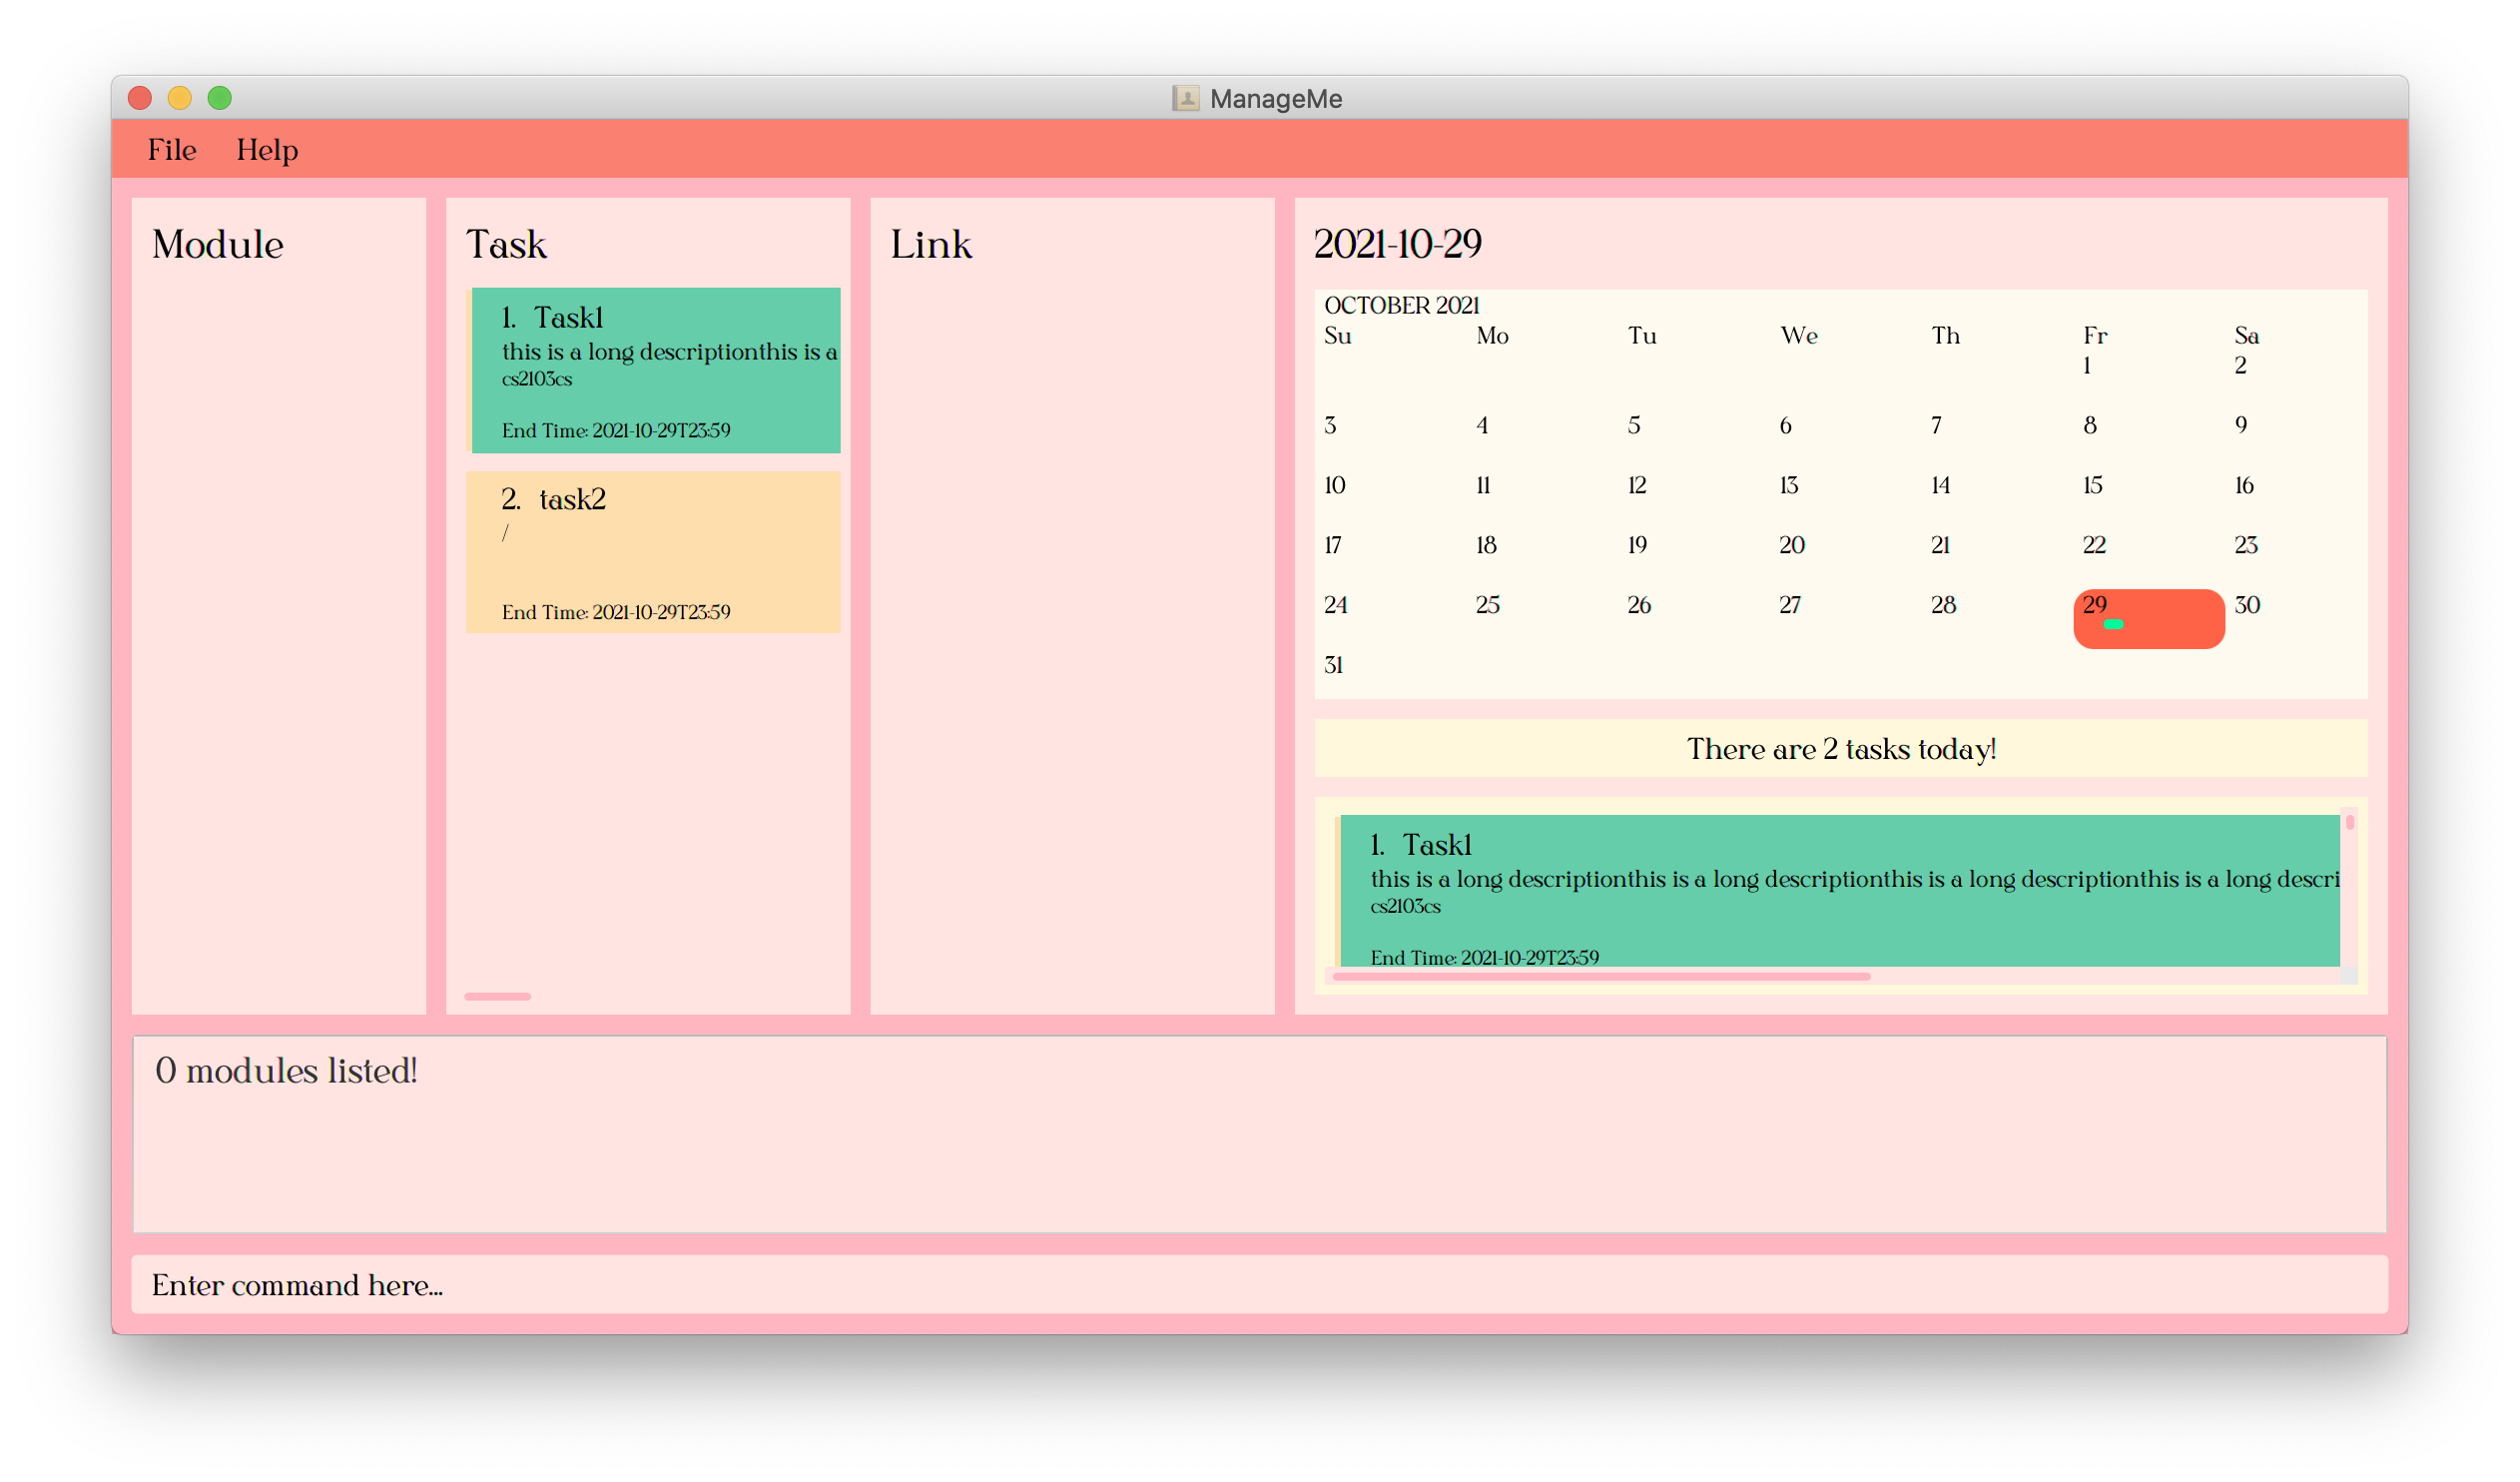 ManageMe
File Help
Module
Task
1. Task1
this is a long descriptionthis is a
cs2103cs
End Time: 2021-10-29T23:59
2. task2
/
End Time: 2021-10-29T23:59
Link
2021-10-29
OCTOBER 2021
Su Mo Tu We Th Fr Sa
1 2
3 4 5 6 7 8 9
10 11 12 13 14 15 16
17 18 19 20 21 22 23
24 25 26 27 28 29 30
31
There are 2 tasks today!
1. Task1
this is a long descriptionthis is a long descriptionthis is a long descriptionthis is a long descri
cs2103cs
End Time: 2021-10-29T23:59
0 modules listed!
Enter command here...